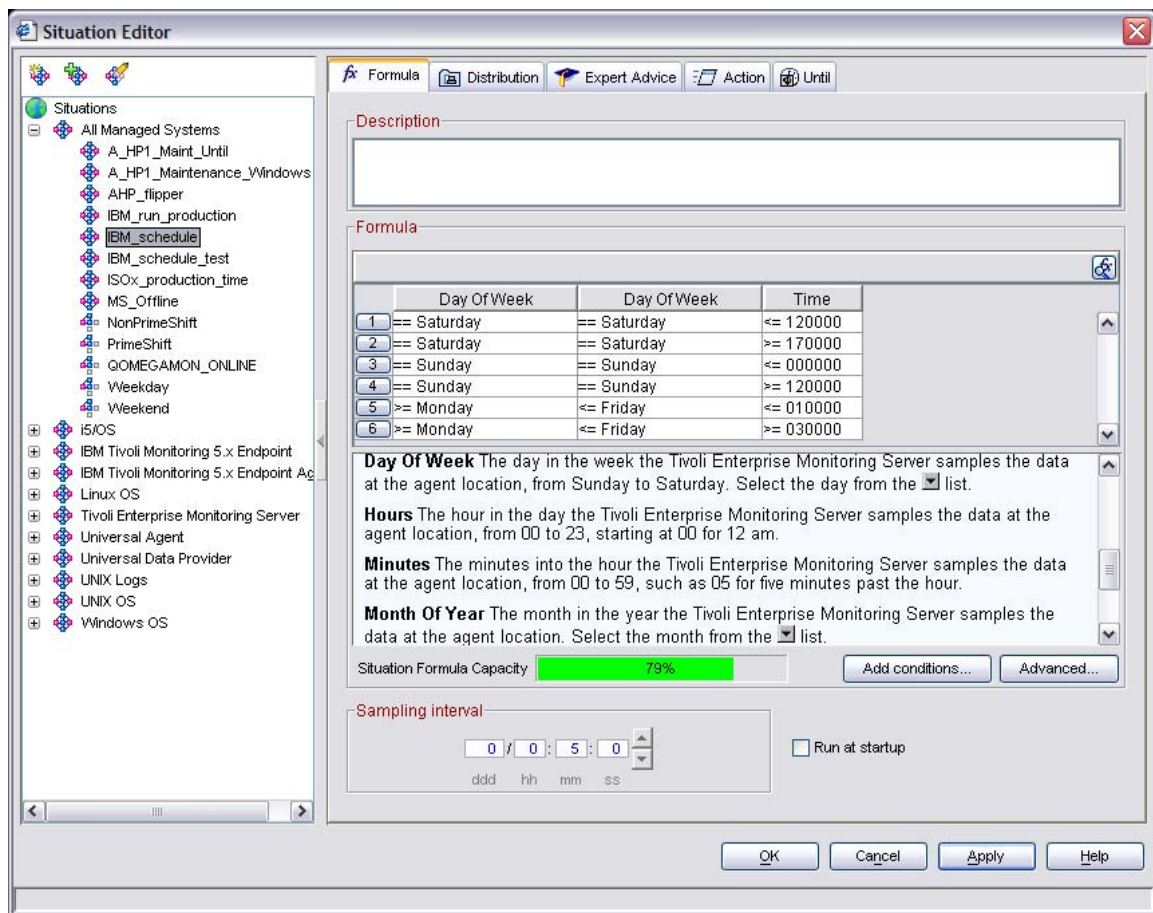 Situation Editor
Situations
All Managed Systems
A_HP1_Maint_Until
A_HP1_Maintenance_Windows
AHP_flipper
IBM_run_production
IBM_schedule
IBM_schedule_test
ISOx_production_time
MS_Offline
NonPrimeShift
PrimeShift
QOMEGAMON_ONLINE
Weekday
Weekend
i5/OS
IBM Tivoli Monitoring 5.x Endpoint
IBM Tivoli Monitoring 5.x Endpoint Ag
Linux OS
Tivoli Enterprise Monitoring Server
Universal Agent
Universal Data Provider
UNIX Logs
UNIX OS
Windows OS
fx Formula Distribution Expert Advice Action Until
Description
Formula
Day Of Week Day Of Week Time
1 == Saturday == Saturday <= 120000
2 == Saturday == Saturday >= 170000
3 == Sunday == Sunday <= 000000
4 == Sunday == Sunday >= 120000
5 >= Monday <= Friday <= 010000
6 >= Monday <= Friday >= 030000
Day Of Week The day in the week the Tivoli Enterprise Monitoring Server samples the data
at the agent location, from Sunday to Saturday. Select the day from the list.
Hours The hour in the day the Tivoli Enterprise Monitoring Server samples the data at the
agent location, from 00 to 23, starting at 00 for 12 am.
Minutes The minutes into the hour the Tivoli Enterprise Monitoring Server samples the data
at the agent location, from 00 to 59, such as 05 for five minutes past the hour.
Month Of Year The month in the year the Tivoli Enterprise Monitoring Server samples the
data at the agent location. Select the month from the list.
Situation Formula Capacity 79% Add conditions... Advanced...
Sampling interval
0 / 0 : 5 : 0
ddd hh mm ss
Run at startup
OK Cancel Apply Help